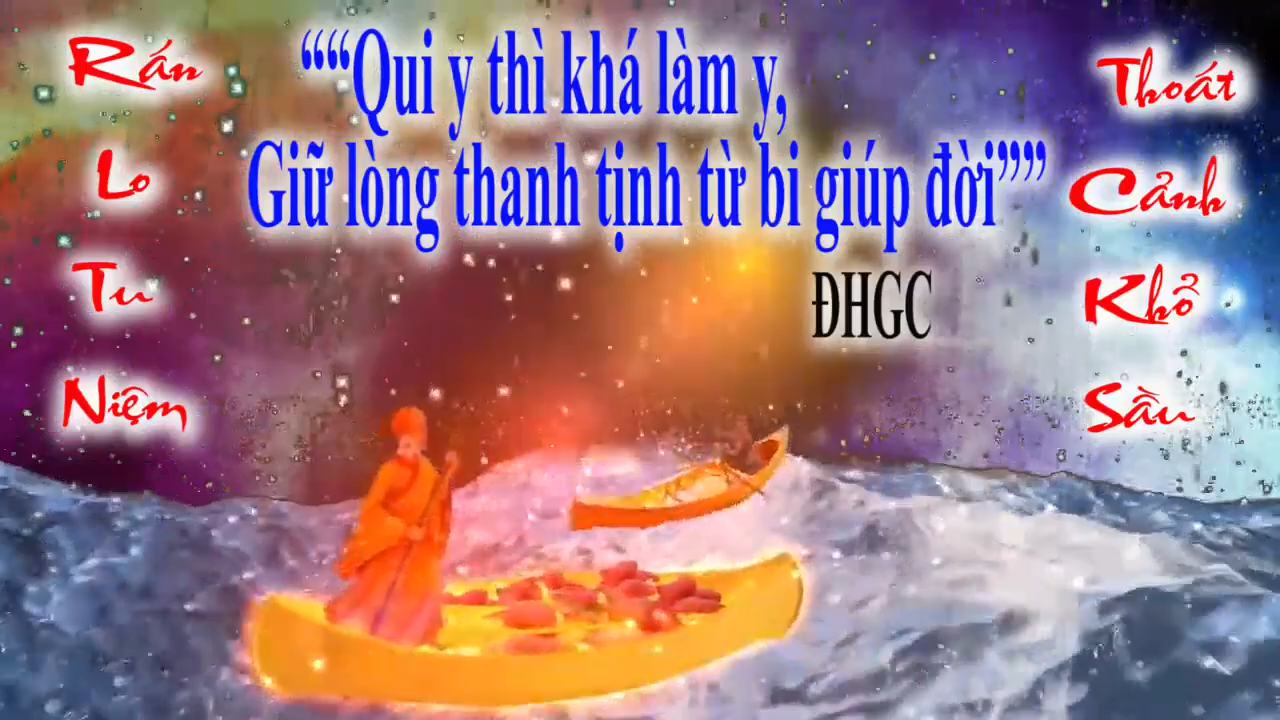 Rán
Lo
Tu
Niệm
““Qui y thì khá làm y,
Giữ lòng thanh tịnh từ bi giúp đời””
ĐHGC
Thoát
Cảnh
Khổ
Sầu